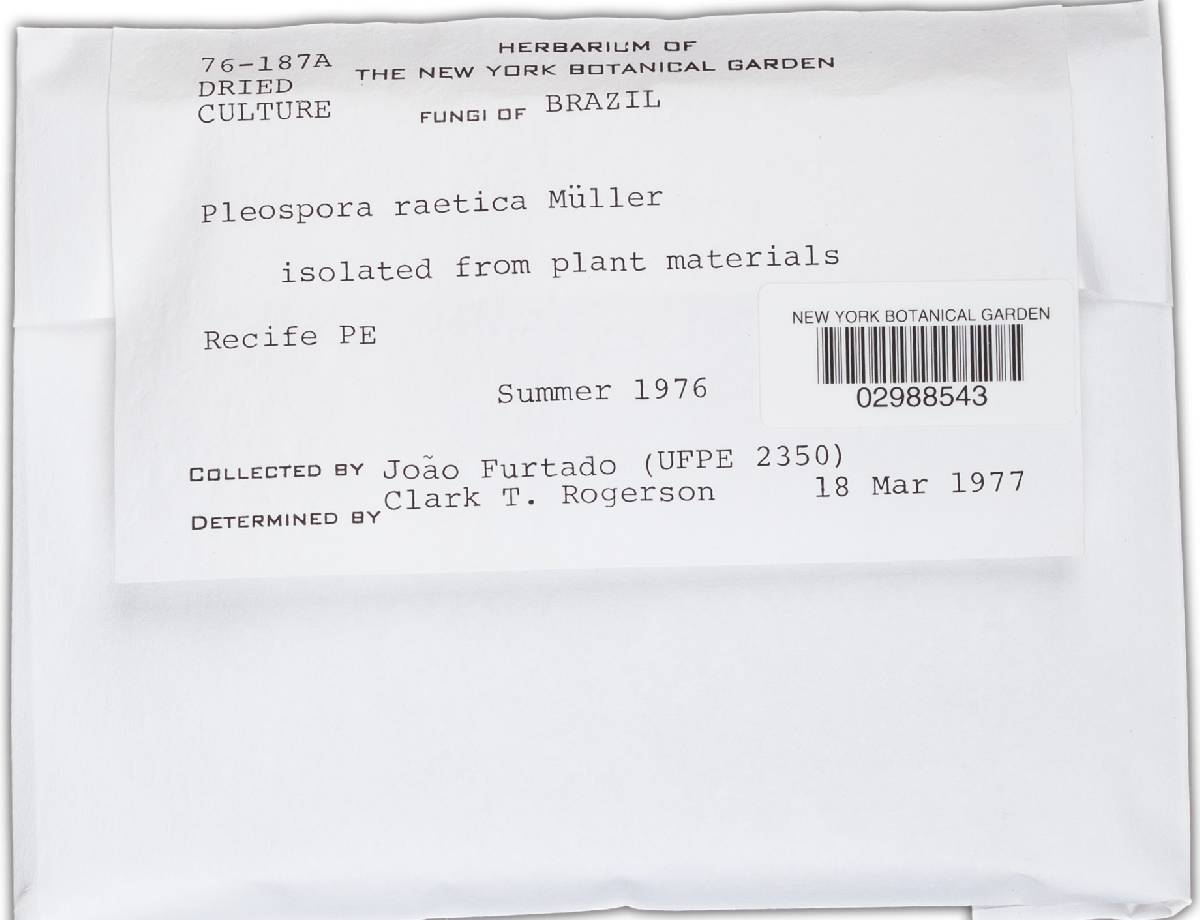 76-187A
DRIED
CULTURE
HERBARIUM OF
THE NEW YORK BOTANICAL GARDEN
FUNGI OF BRAZIL
Pleospora raetica Müller
isolated from plant materials
Recife PE
Summer 1976
NEW YORK BOTANICAL GARDEN
02988543
COLLECTED BY João Furtado (UFPE 2350)
DETERMINED BY Clark T. Rogerson 18 Mar 1977